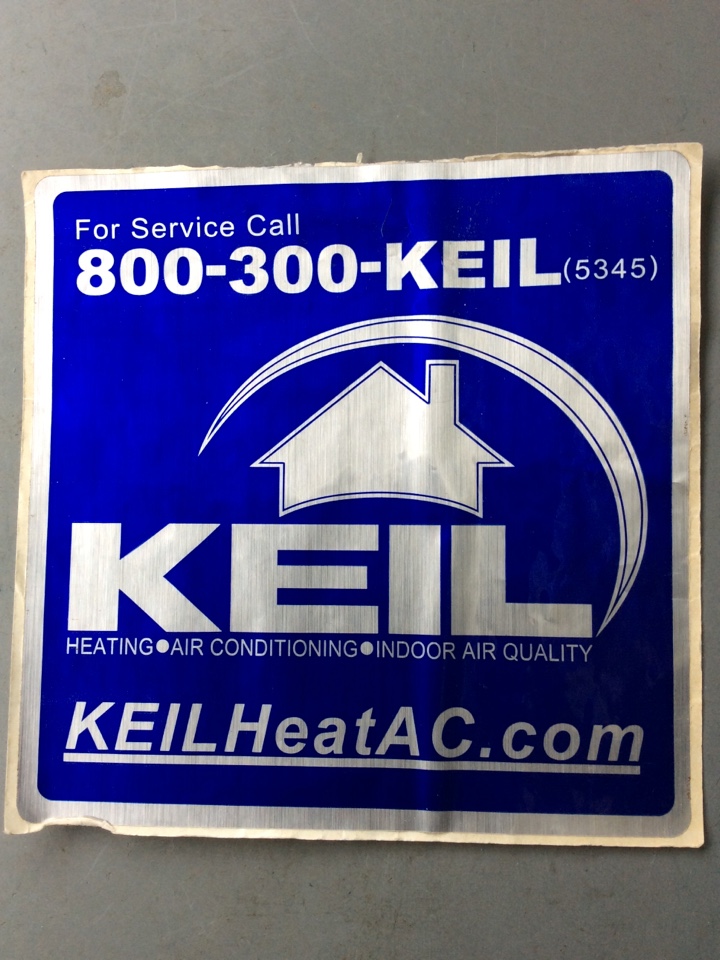 For Service Call
800-300-KEIL(5345)
KEIL
HEATING●AIR CONDITIONING●INDOOR AIR QUALITY
KEILHeatAC.com